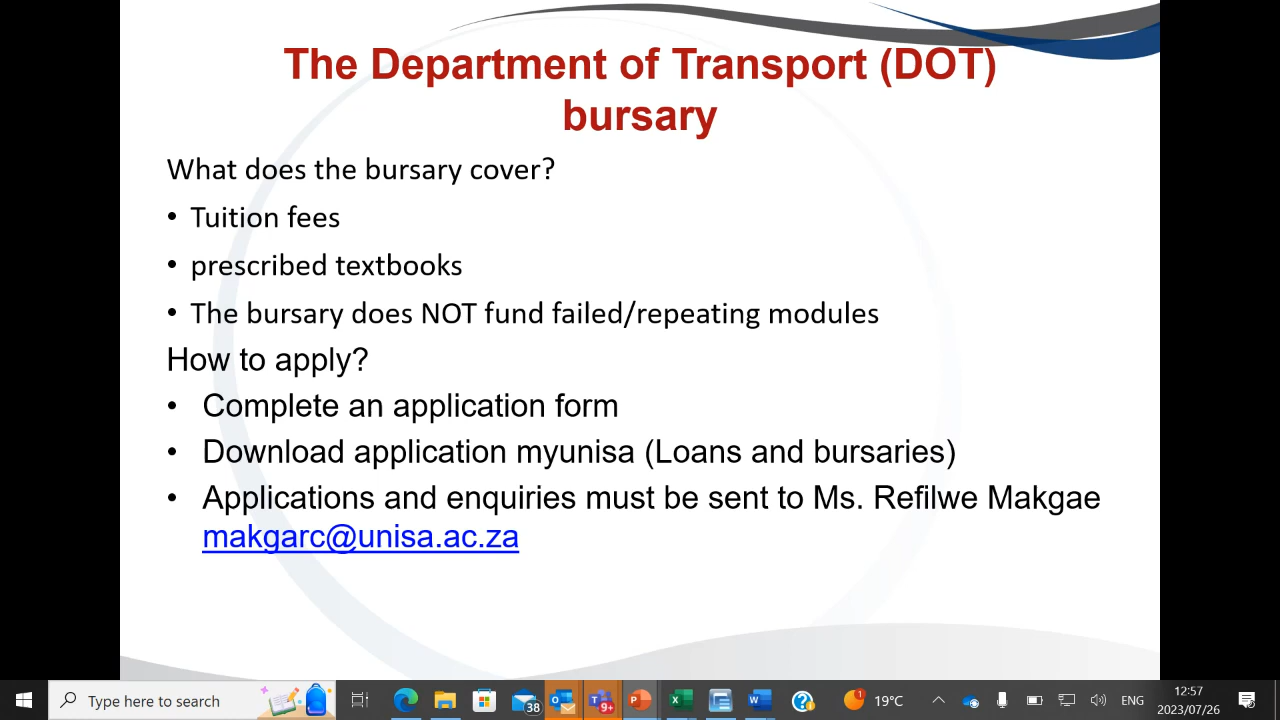 The Department of Transport (DOT)
bursary
What does the bursary cover?
• Tuition fees
• prescribed textbooks
• The bursary does NOT fund failed/repeating modules
How to apply?
• Complete an application form
• Download application myunisa (Loans and bursaries)
• Applications and enquiries must be sent to Ms. Refilwe Makgae
makgarc@unisa.ac.za
Type here to search
38
9+
1
19°C
ENG
12:57
2023/07/26